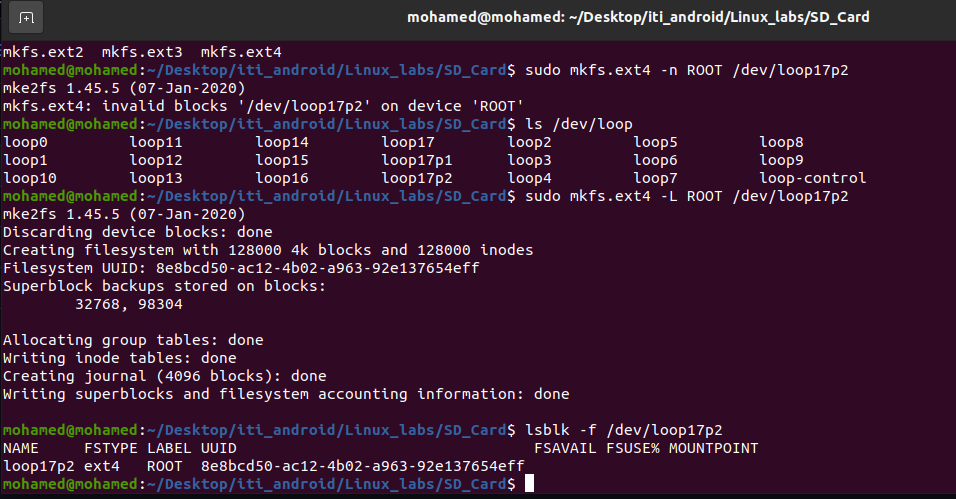 mohamed@mohamed: ~/Desktop/iti_android/Linux_labs/SD_Card
mkfs.ext2  mkfs.ext3  mkfs.ext4
mohamed@mohamed:~/Desktop/iti_android/Linux_labs/SD_Card$ sudo mkfs.ext4 -n ROOT /dev/loop17p2
mke2fs 1.45.5 (07-Jan-2020)
mkfs.ext4: invalid blocks '/dev/loop17p2' on device 'ROOT'
mohamed@mohamed:~/Desktop/iti_android/Linux_labs/SD_Card$ ls /dev/loop
loop0         loop11        loop14        loop17        loop2         loop5         loop8
loop1         loop12        loop15        loop17p1      loop3         loop6         loop9
loop10        loop13        loop16        loop17p2      loop4         loop7         loop-control
mohamed@mohamed:~/Desktop/iti_android/Linux_labs/SD_Card$ sudo mkfs.ext4 -L ROOT /dev/loop17p2
mke2fs 1.45.5 (07-Jan-2020)
Discarding device blocks: done
Creating filesystem with 128000 4k blocks and 128000 inodes
Filesystem UUID: 8e8bcd50-ac12-4b02-a963-92e137654eff
Superblock backups stored on blocks:
        32768, 98304
Allocating group tables: done
Writing inode tables: done
Creating journal (4096 blocks): done
Writing superblocks and filesystem accounting information: done
mohamed@mohamed:~/Desktop/iti_android/Linux_labs/SD_Card$ lsblk -f /dev/loop17p2
NAME     FSTYPE LABEL UUID                                 FSAVAIL FSUSE% MOUNTPOINT
loop17p2 ext4   ROOT  8e8bcd50-ac12-4b02-a963-92e137654eff
mohamed@mohamed:~/Desktop/iti_android/Linux_labs/SD_Card$